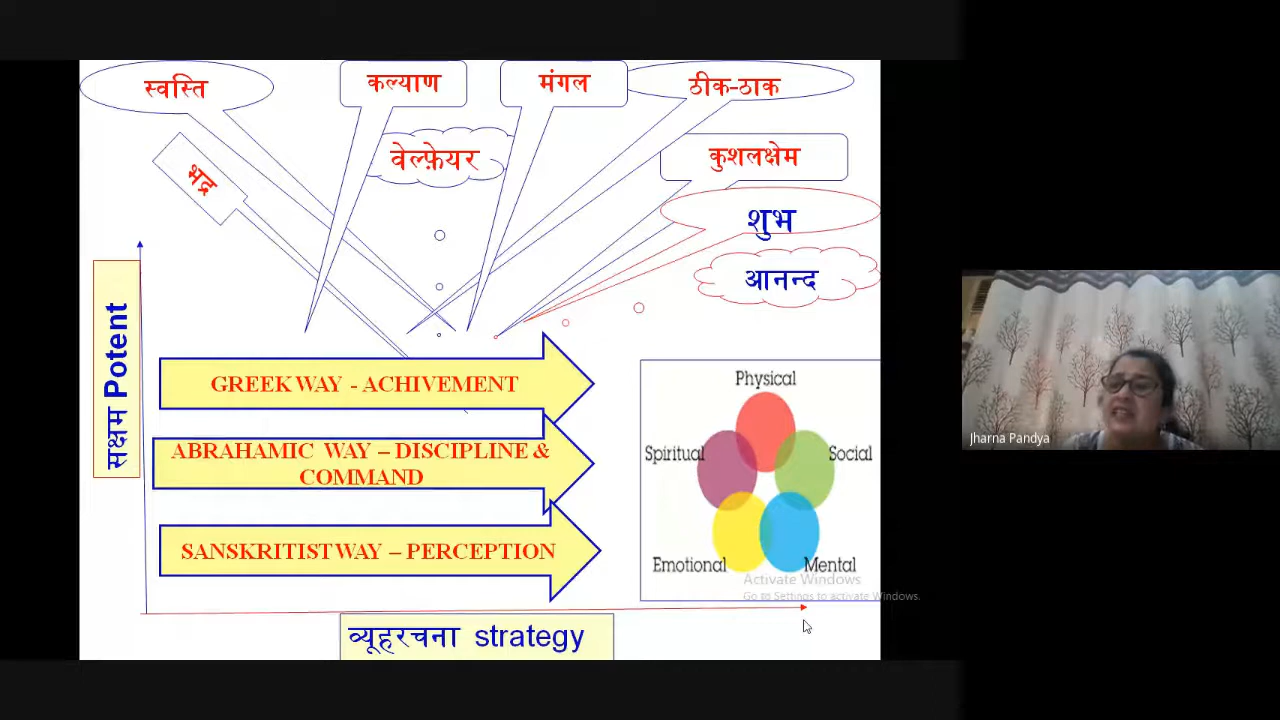 स्वस्ति
कल्याण
मंगल
ठीक-ठाक
वेल्फ़ेयर
कुशलक्षेम
भद्र
शुभ
आनन्द
सक्षम Potent
GREEK WAY - ACHIVEMENT
ABRAHAMIC WAY – DISCIPLINE &
COMMAND
SANSKRITIST WAY – PERCEPTION
Physical
Spiritual
Social
Emotional
Mental
Activate Windows
Go to Settings to activate Windows.
व्यूहरचना strategy
Jharna Pandya